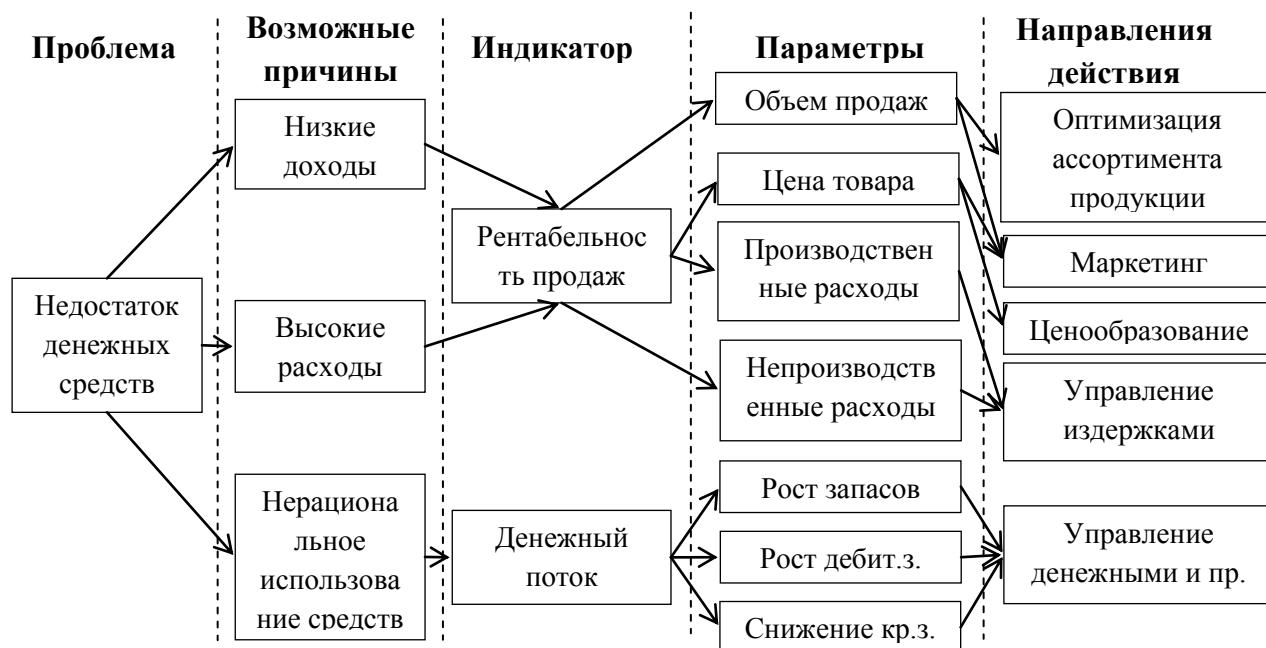 Проблема
Возможные
причины
Индикатор
Параметры
Направления
действия
Недостаток
денежных
средств
Низкие
доходы
Высокие
расходы
Нерациона
льное
использова
ние средств
Рентабельнос
ть продаж
Денежный
поток
Объем продаж
Цена товара
Производствен
ные расходы
Непроизводств
енные расходы
Рост запасов
Рост дебит.з.
Снижение кр.з.
Оптимизация
ассортимента
продукции
Маркетинг
Ценообразование
Управление
издержками
Управление
денежными и пр.